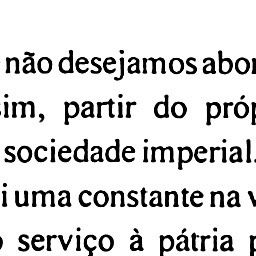 não desejamos abor
sim, partir do próp
sociedade imperial.
i uma constante na v
o serviço à pátria p